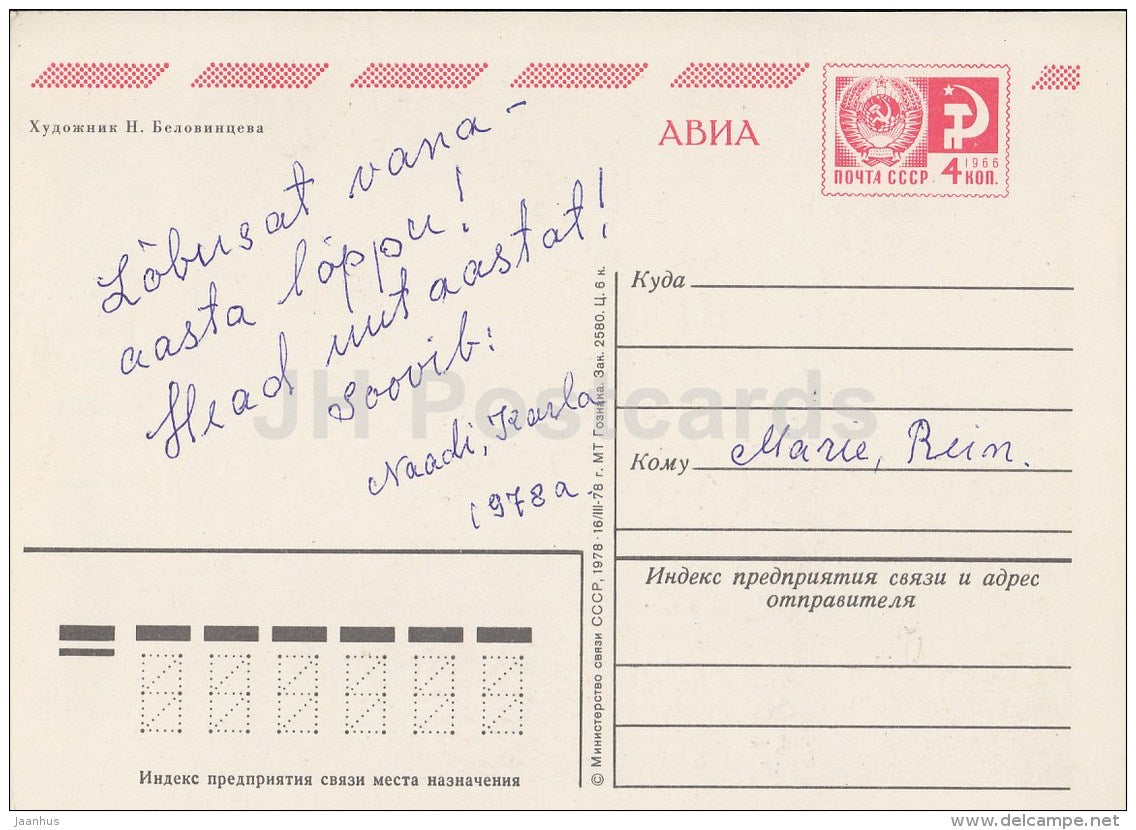 Художник Н. Беловинцева
АВИА
ПОЧТА СССР
1966
4 КОП.
Lõbusat vana-
aasta lõppu!
Head uut aastat!
Soovib:
Naadi, Karla
1978 a.
Куда
Кому Marie, Rein.
Индекс предприятия связи и адрес
отправителя
© Министерство связи СССР, 1978 · 16/III-78 г. МТ Гознака. Зак. 2580. Ц. 6 к.
Индекс предприятия связи места назначения
JH Postcards
Jaanhus
delcampe.net